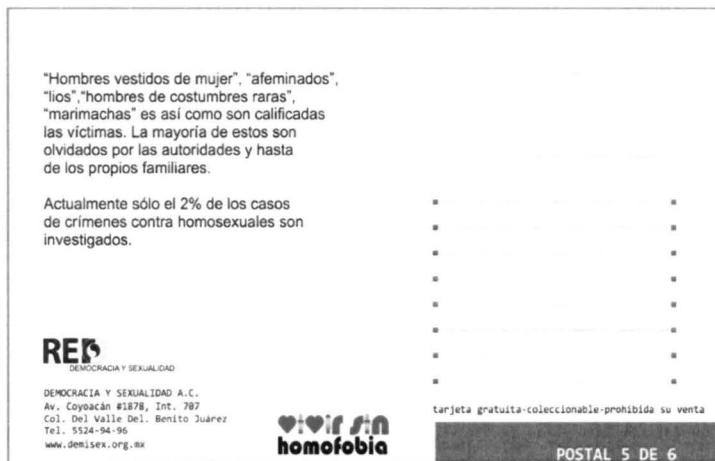 “Hombres vestidos de mujer”, “afeminados”,
“lios”,“hombres de costumbres raras”,
“marimachas” es así como son calificadas
las víctimas. La mayoría de estos son
olvidados por las autoridades y hasta
de los propios familiares.
Actualmente sólo el 2% de los casos
de crímenes contra homosexuales son
investigados.
RED
DEMOCRACIA Y SEXUALIDAD
DEMOCRACIA Y SEXUALIDAD A.C.
Av. Coyoacán #1878, Int. 707
Col. Del Valle Del. Benito Juárez
Tel. 5524-94-96
www.demisex.org.mx
vivir sin
homofobia
tarjeta gratuita-coleccionable-prohibida su venta
POSTAL 5 DE 6